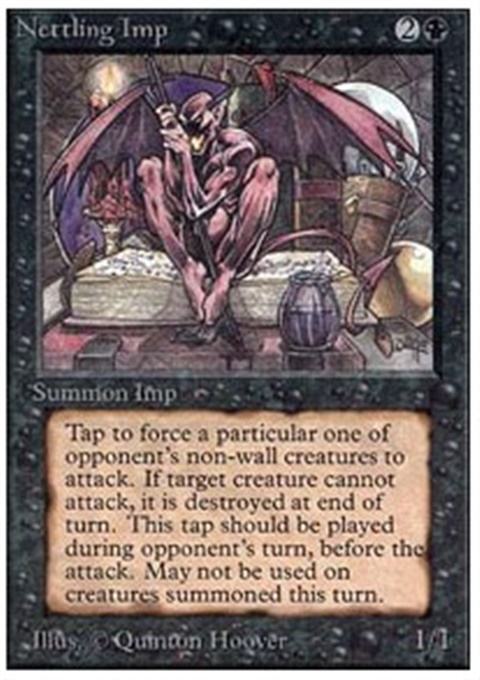 Nettling Imp 2
Summon Imp
Tap to force a particular one of
opponent's non-wall creatures to
attack. If target creature cannot
attack, it is destroyed at end of
turn. This tap should be played
during opponent's turn, before the
attack. May not be used on
creatures summoned this turn.
Illus. © Quinton Hoover 1/1